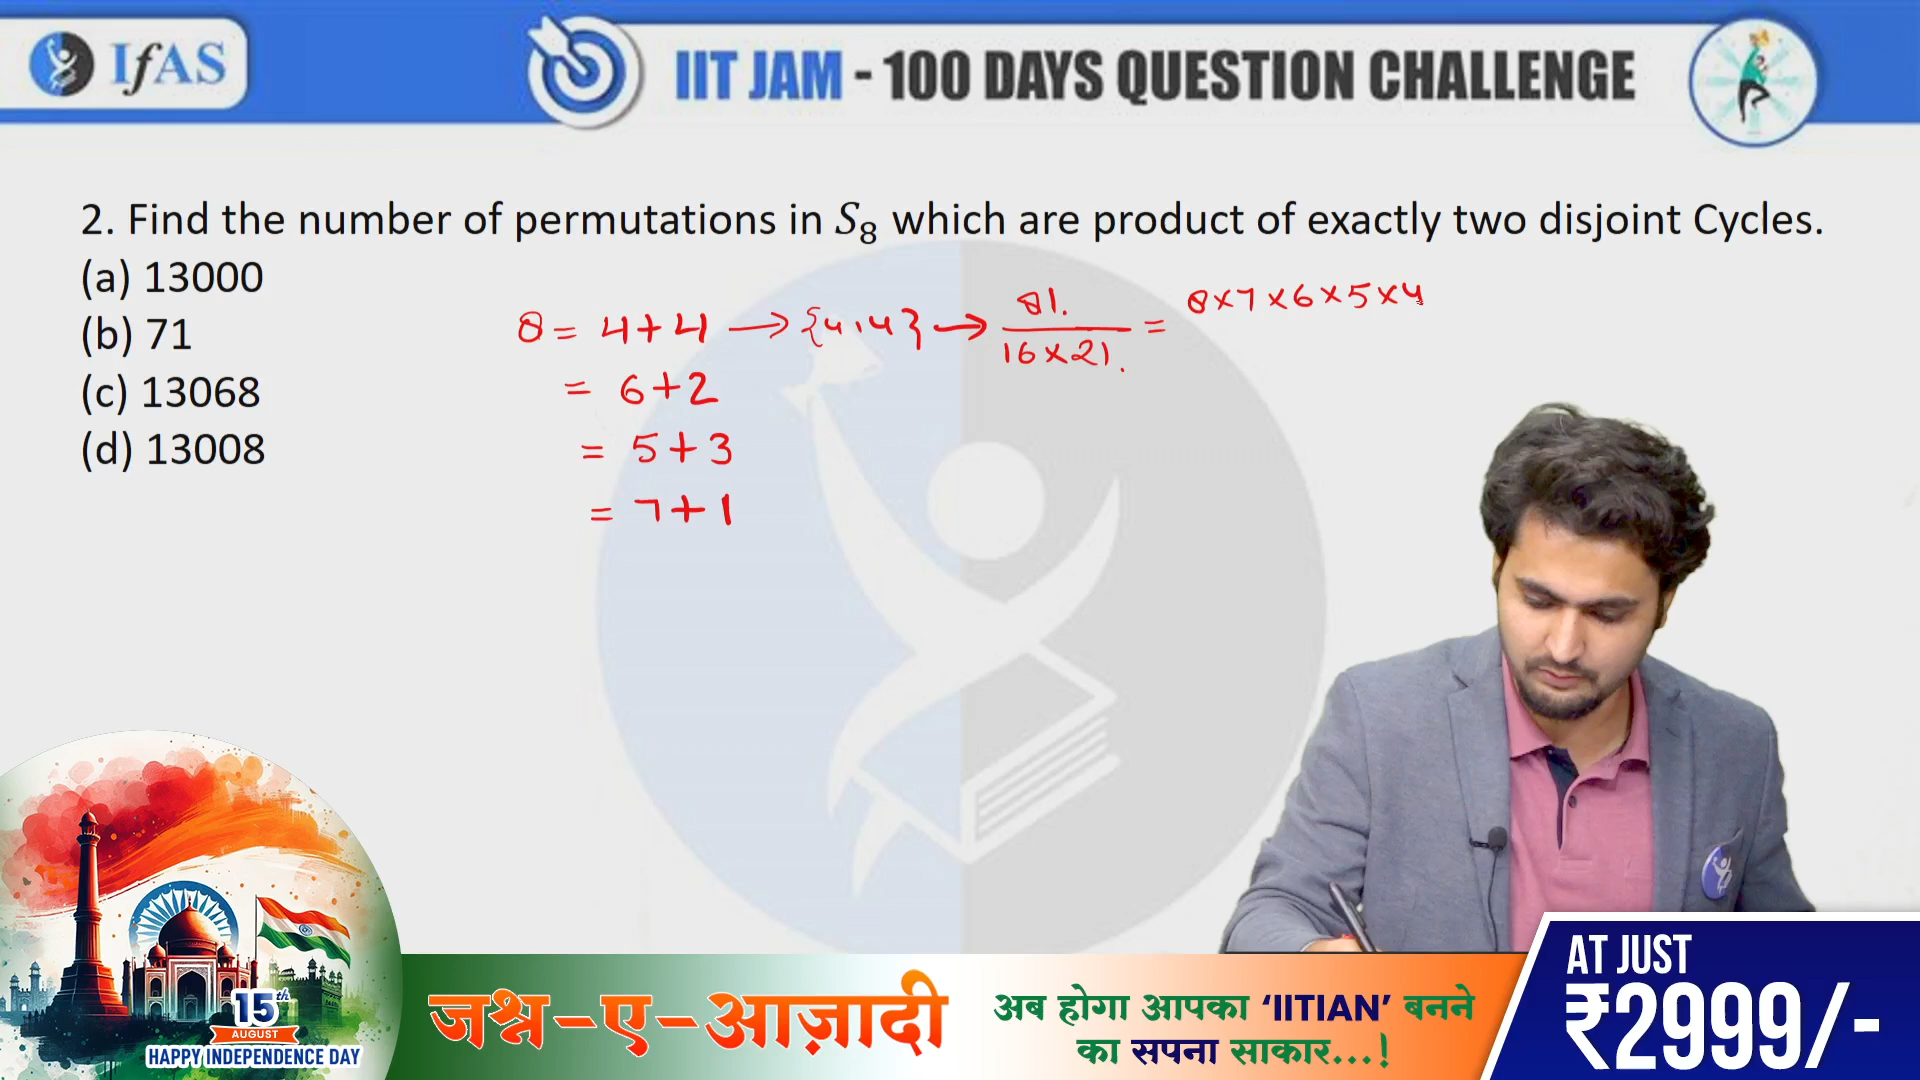 IfAS
IIT JAM - 100 DAYS QUESTION CHALLENGE
2. Find the number of permutations in S₈ which are product of exactly two disjoint Cycles.
(a) 13000
(b) 71
(c) 13068
(d) 13008
8 = 4+4 → {4,4} → 8!/(16×2!) = 8×7×6×5×4
= 6+2
= 5+3
= 7+1
15th
AUGUST
HAPPY INDEPENDENCE DAY
जश्न-ए-आज़ादी
अब होगा आपका ‘IITIAN’ बनने
का सपना साकार...!
AT JUST
₹2999/-